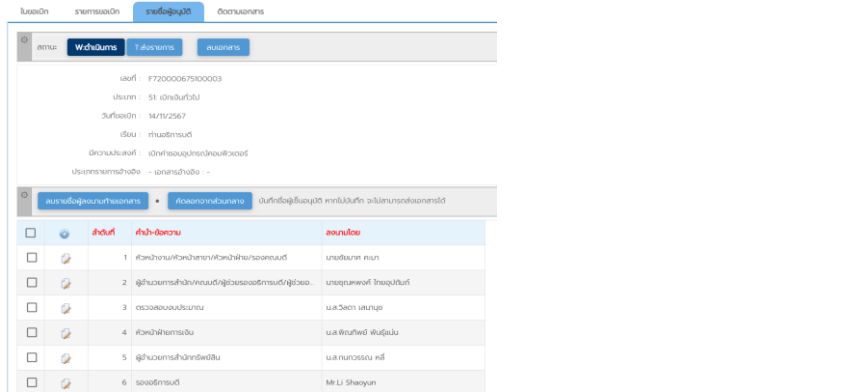 ใบขอเบิก รายการขอเบิก รายชื่อผู้อนุมัติ ติดตามเอกสาร
สถานะ W:ดำเนินการ T:ส่งรายการ ลบเอกสาร
เลขที่ : F720000675100003
ประเภท : 51: เบิกเงินทั่วไป
วันที่ขอเบิก : 14/11/2567
เรียน : ท่านอธิการบดี
มีความประสงค์ : เบิกค่าซอมอุปกรณ์คอมพิวเตอร์
ประเภทรายการอ้างอิง - เอกสารอ้างอิง : -
ลบรายชื่อผู้ลงนามท้ายเอกสาร • คัดลอกจากส่วนกลาง บันทึกชื่อผู้เซ็นอนุมัติ หากไม่บันทึก จะไม่สามารถส่งเอกสารได้
ลำดับที่ คำนำ-ข้อความ ลงนามโดย
1 หัวหน้างาน/หัวหน้าสาขา/หัวหน้าฝ่าย/รองคณบดี นายชัยมาศ คะมา
2 ผู้อำนวยการสำนัก/คณบดี/ผู้ช่วยรองอธิการบดี/ผู้ช่วยอ... นายขุณหพงศ์ ไทยอุปถัมภ์
3 ตรวจสอบงบประมาณ น.ส.วิลดา เสนานุช
4 หัวหน้าฝ่ายการเงิน น.ส.พิณทิพย์ พันธุ์แน่น
5 ผู้อำนวยการสำนักทรัพย์สิน น.ส.กนกวรรณ หลี่
6 รองอธิการบดี Mr.Li Shaoyun